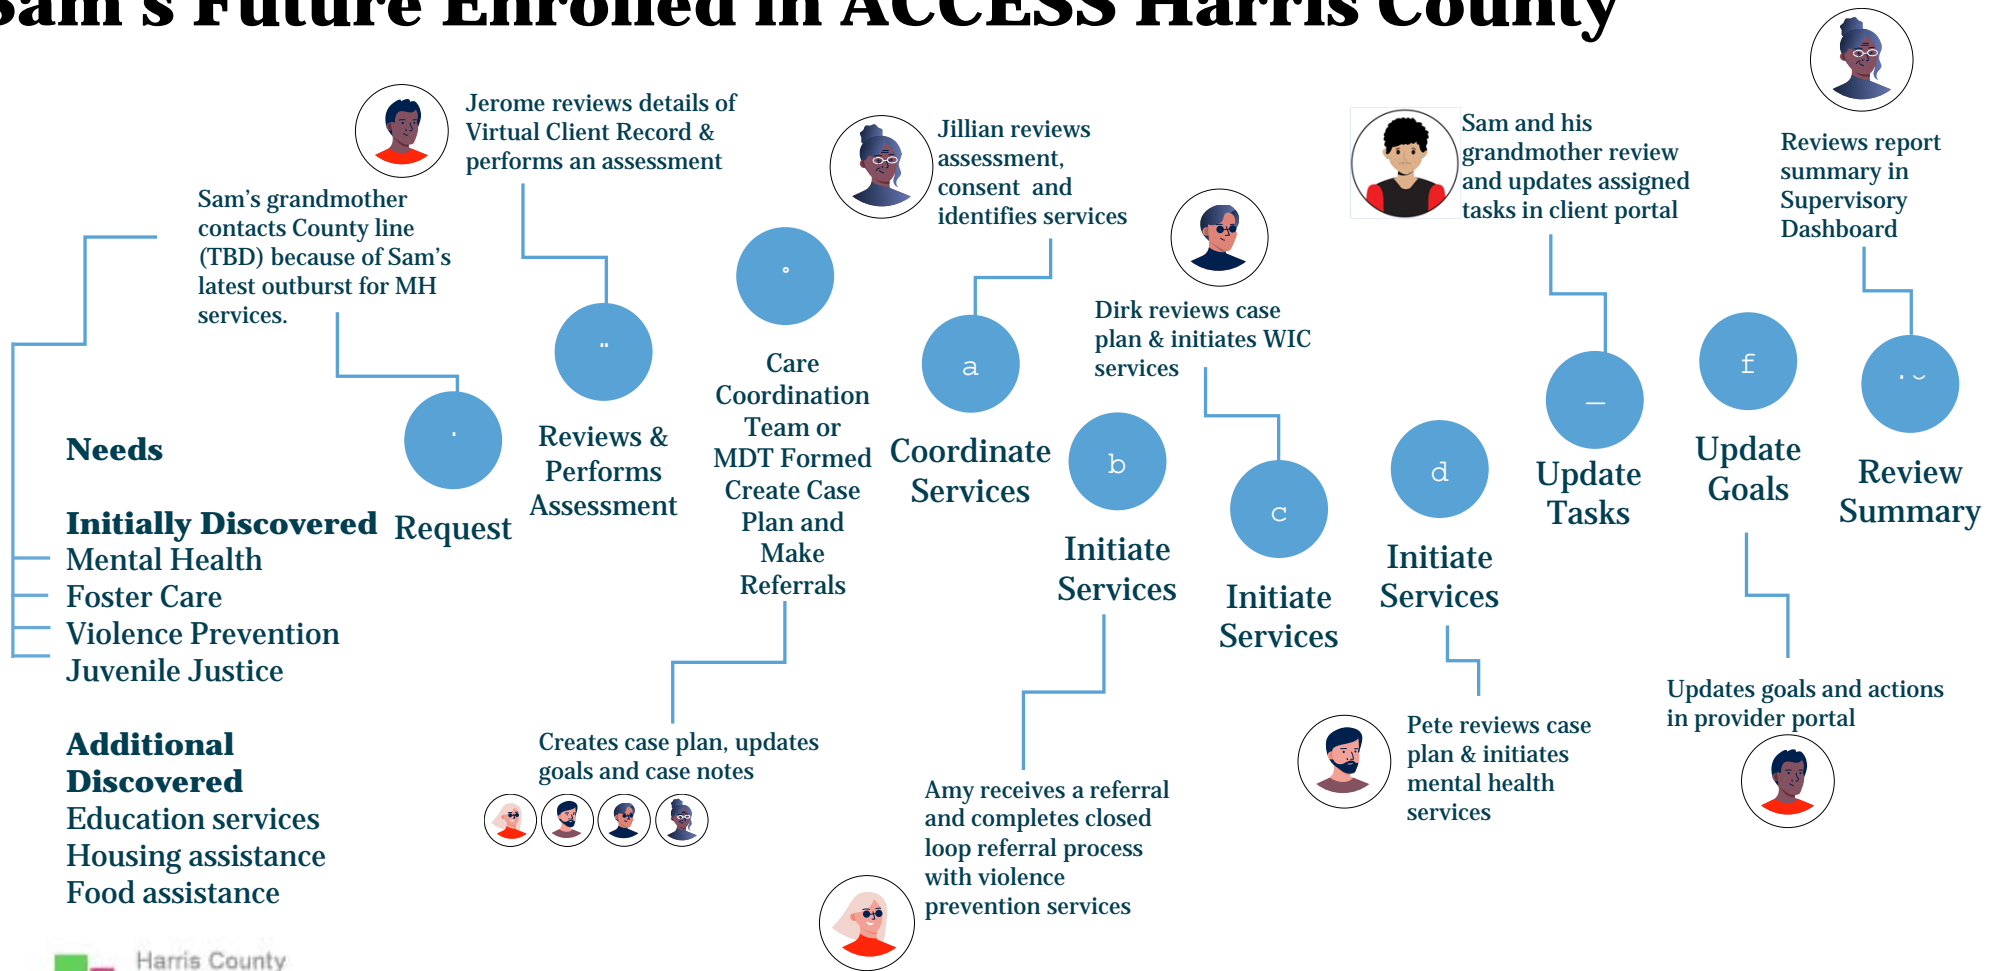 Sam's Future Enrolled in ACCESS Harris County
Jerome reviews details of
Virtual Client Record &
performs an assessment
Sam's grandmother
contacts County line
(TBD) because of Sam's
latest outburst for MH
services.
Jillian reviews
assessment,
consent and
identifies services
Dirk reviews case
plan & initiates WIC
services
Sam and his
grandmother review
and updates assigned
tasks in client portal
Reviews report
summary in
Supervisory
Dashboard
Needs
Initially Discovered
Mental Health
Foster Care
Violence Prevention
Juvenile Justice
Additional
Discovered
Education services
Housing assistance
Food assistance
Request
Reviews &
Performs
Assessment
Care
Coordination
Team or
MDT Formed
Create Case
Plan and
Make
Referrals
a
Coordinate
Services
b
Initiate
Services
c
Initiate
Services
d
Initiate
Services
Update
Tasks
f
Update
Goals
Review
Summary
Creates case plan, updates
goals and case notes
Amy receives a referral
and completes closed
loop referral process
with violence
prevention services
Pete reviews case
plan & initiates
mental health
services
Updates goals and actions
in provider portal
Harris County